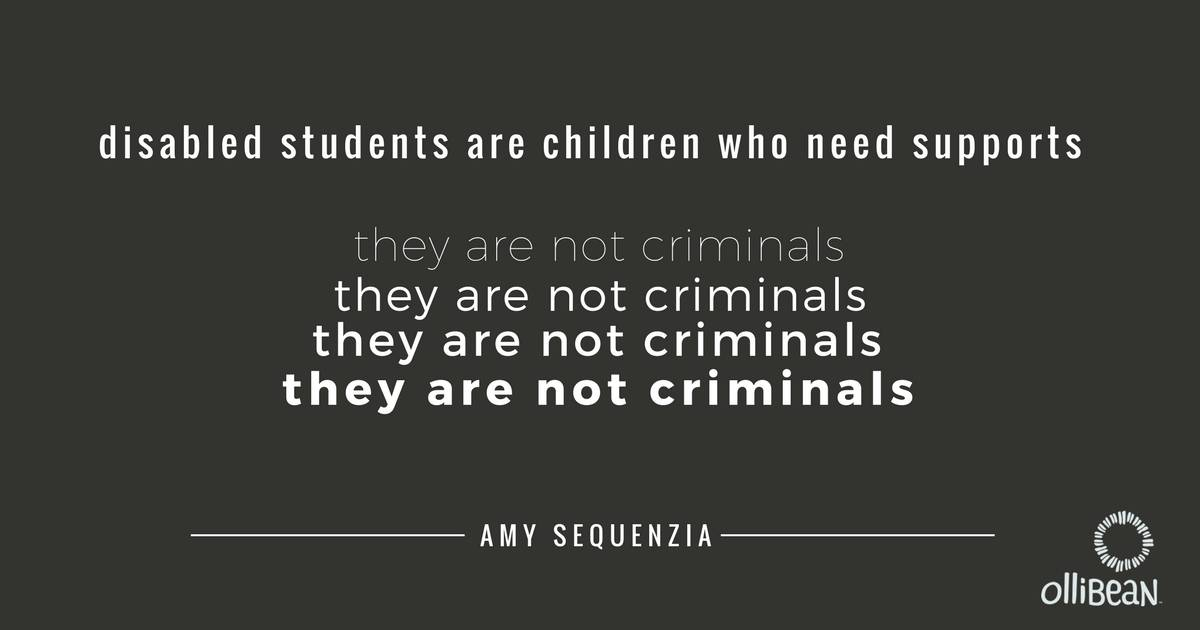 disabled students are children who need supports
they are not criminals
they are not criminals
they are not criminals
they are not criminals
AMY SEQUENZIA
olliBeaN